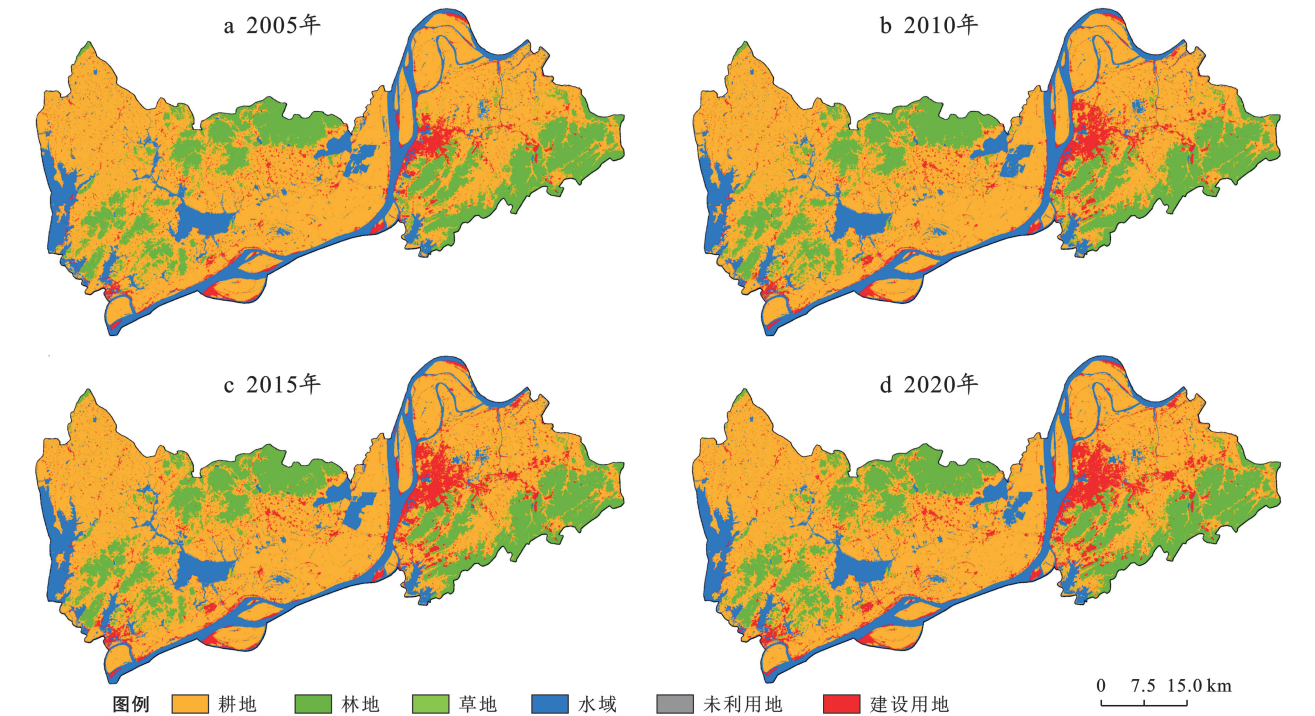 a 2005年
b 2010年
c 2015年
d 2020年
图例 耕地 林地 草地 水域 未利用地 建设用地
0 7.5 15.0 km